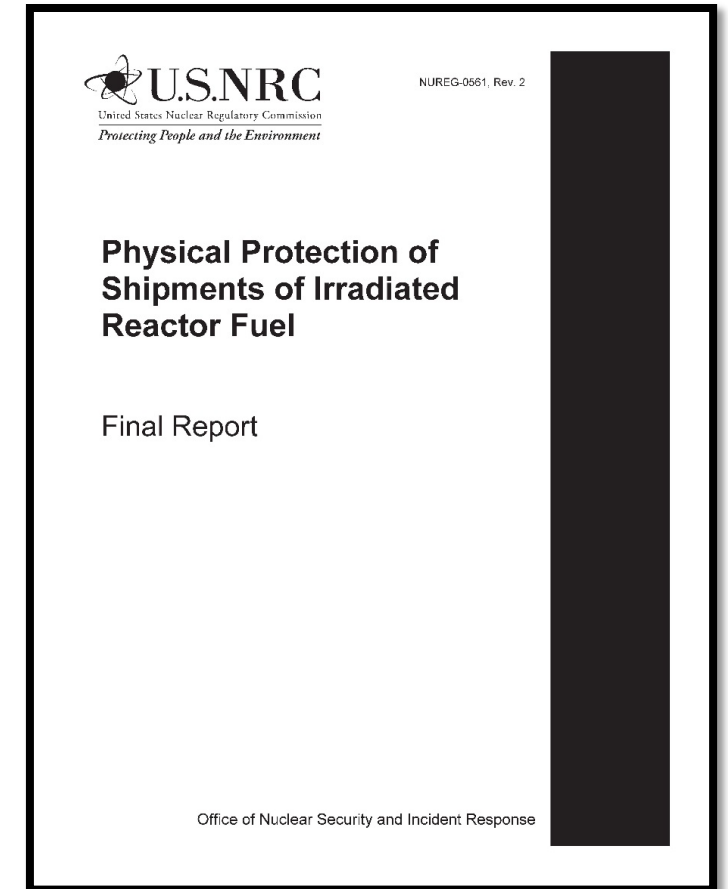 U.S.NRC
NUREG-0561, Rev. 2
United States Nuclear Regulatory Commission
Protecting People and the Environment
Physical Protection of
Shipments of Irradiated
Reactor Fuel
Final Report
Office of Nuclear Security and Incident Response